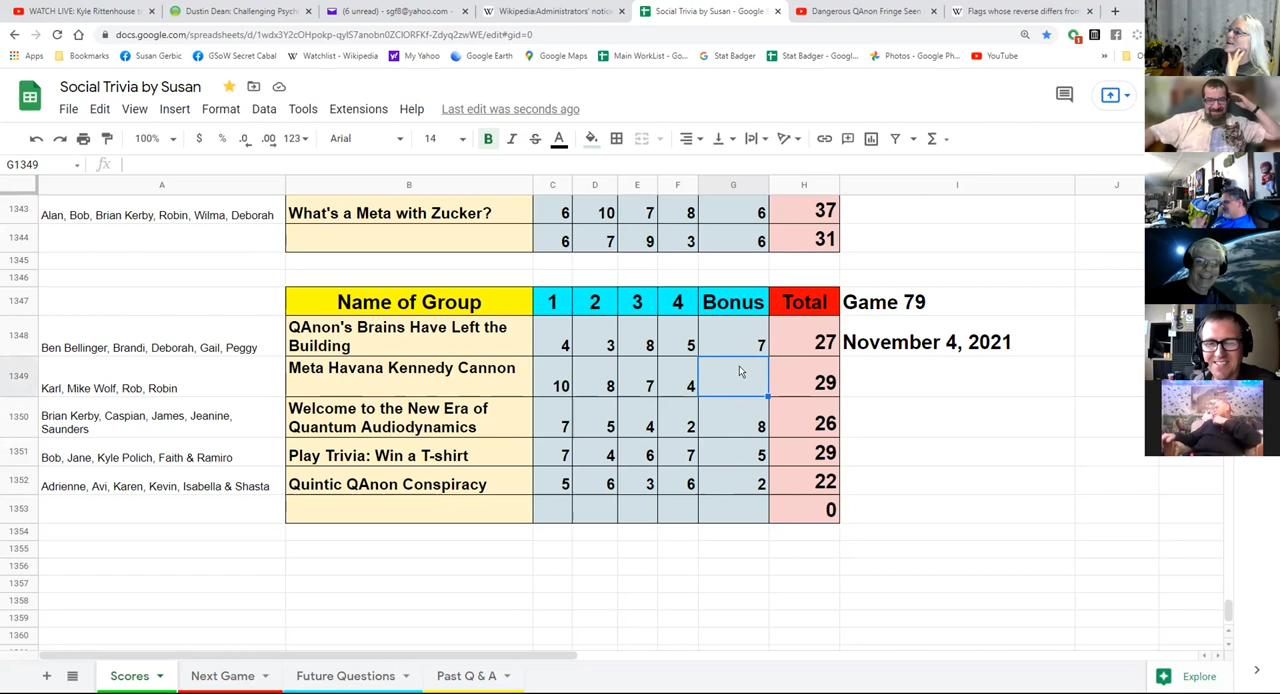 WATCH LIVE: Kyle Rittenhouse t
Dustin Dean: Challenging Psych
(6 unread) - sgf8@yahoo.com -
Wikipedia:Administrators' notic
Social Trivia by Susan - Google S
Dangerous QAnon Fringe Seen
Flags whose reverse differs from
docs.google.com/spreadsheets/d/1wdx3Y2cOHpokp-qyIS7anobn0ZCIORFKf-Zdyq2zwWE/edit#gid=0
Apps Bookmarks Susan Gerbic GSoW Secret Cabal Watchlist - Wikipedia My Yahoo! Google Earth Google Maps Main WorkList - Go... Stat Badger Stat Badger - Googl... Photos - Google Ph... YouTube
Social Trivia by Susan
File Edit View Insert Format Data Tools Extensions Help Last edit was seconds ago
100% $ % .0 .00 123 Arial 14 B I S A
G1349 fx
A B C D E F G H I J
1343 Alan, Bob, Brian Kerby, Robin, Wilma, Deborah What's a Meta with Zucker? 6 10 7 8 6 37
1344 6 7 9 3 6 31
1345
1346
1347 Name of Group 1 2 3 4 Bonus Total Game 79
QAnon's Brains Have Left the
1348 Ben Bellinger, Brandi, Deborah, Gail, Peggy Building 4 3 8 5 7 27 November 4, 2021
Meta Havana Kennedy Cannon
1349 Karl, Mike Wolf, Rob, Robin 10 8 7 4 29
1350 Brian Kerby, Caspian, James, Jeanine, Welcome to the New Era of
Saunders Quantum Audiodynamics 7 5 4 2 8 26
1351 Bob, Jane, Kyle Polich, Faith & Ramiro Play Trivia: Win a T-shirt 7 4 6 7 5 29
1352 Adrienne, Avi, Karen, Kevin, Isabella & Shasta Quintic QAnon Conspiracy 5 6 3 6 2 22
1353 0
1354
1355
1356
1357
1358
1359
1360
Scores Next Game Future Questions Past Q & A Explore